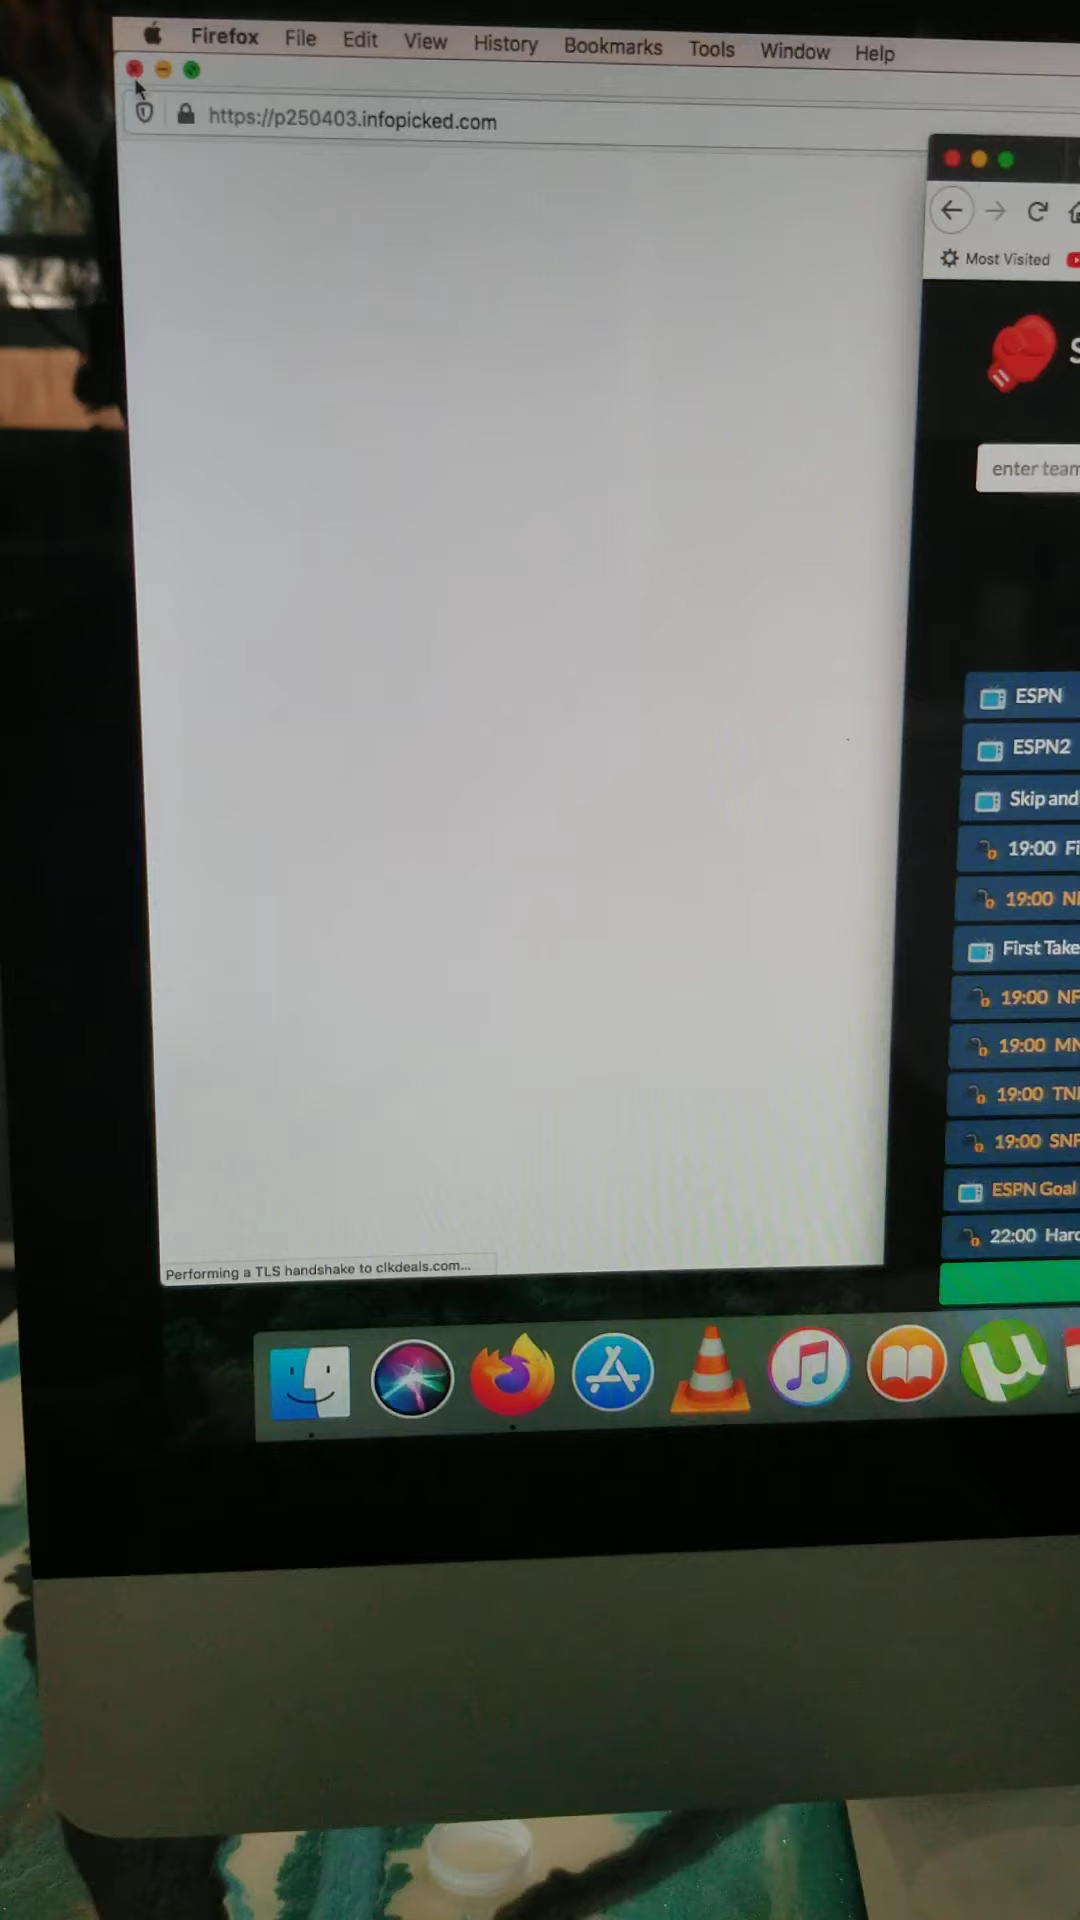 Firefox File Edit View History Bookmarks Tools Window Help
https://p250403.infopicked.com
Most Visited
enter team
ESPN
ESPN2
Skip and
19:00
First Take
19:00
19:00
19:00
19:00 SNF
ESPN Goal
22:00
Performing a TLS handshake to clkdeals.com...